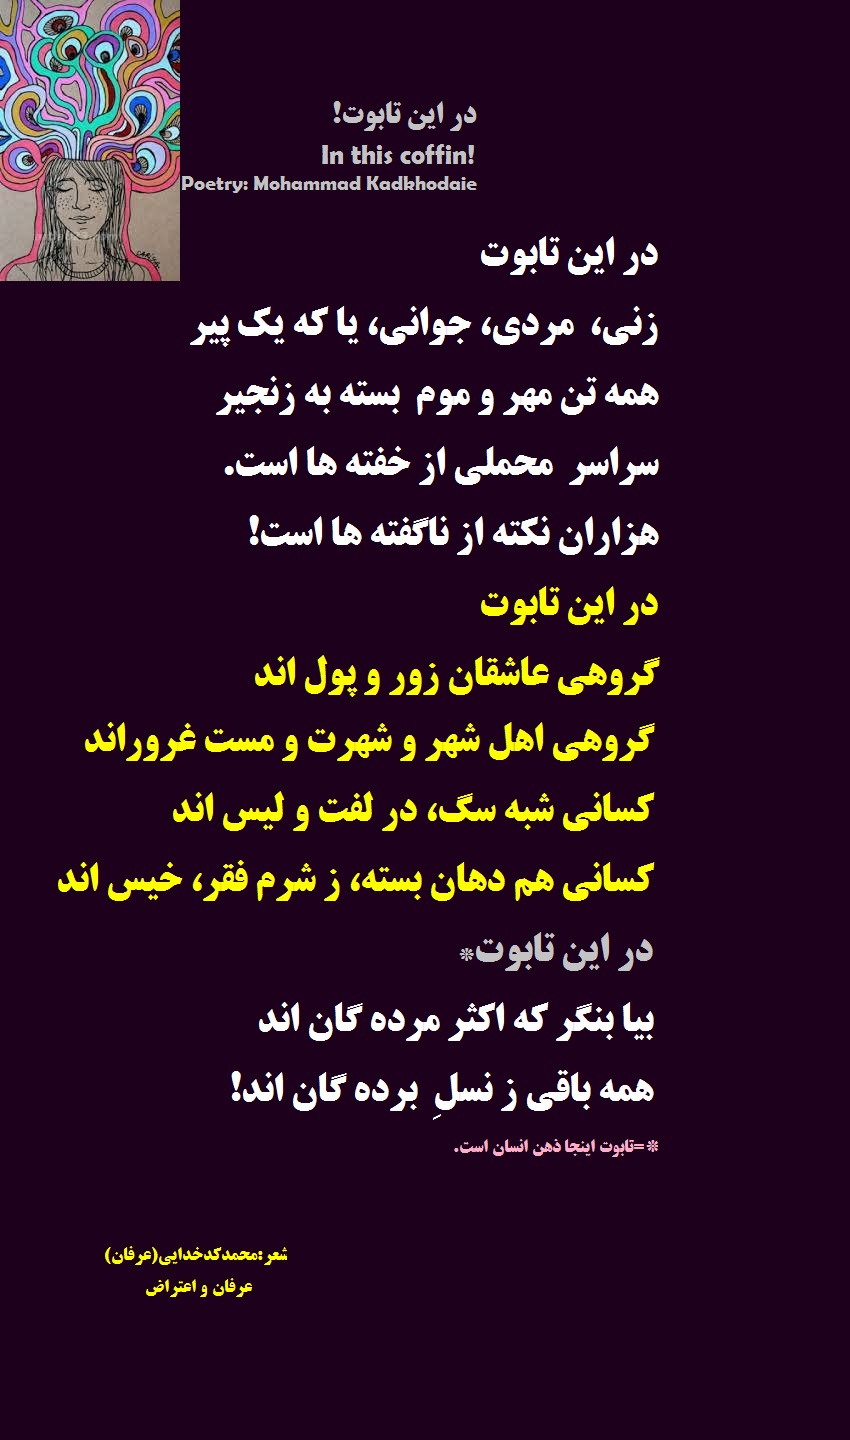 در این تابوت!
In this coffin!
Poetry: Mohammad Kadkhodaie
در این تابوت
زنی، مردی، جوانی، یا که یک پیر
همه تن مهر و موم بسته به زنجیر
سراسر محملی از خفته ها است.
هزاران نکته از ناگفته ها است!
در این تابوت
گروهی عاشقان زور و پول اند
گروهی اهل شهر و شهرت و مست غروراند
کسانی شبه سگ، در لفت و لیس اند
کسانی هم دهان بسته، ز شرم فقر، خیس اند
در این تابوت*
بیا بنگر که اکثر مرده گان اند
همه باقی ز نسلِ برده گان اند!
*=تابوت اینجا ذهن انسان است.
شعر:محمدکدخدایی(عرفان)
عرفان و اعتراض